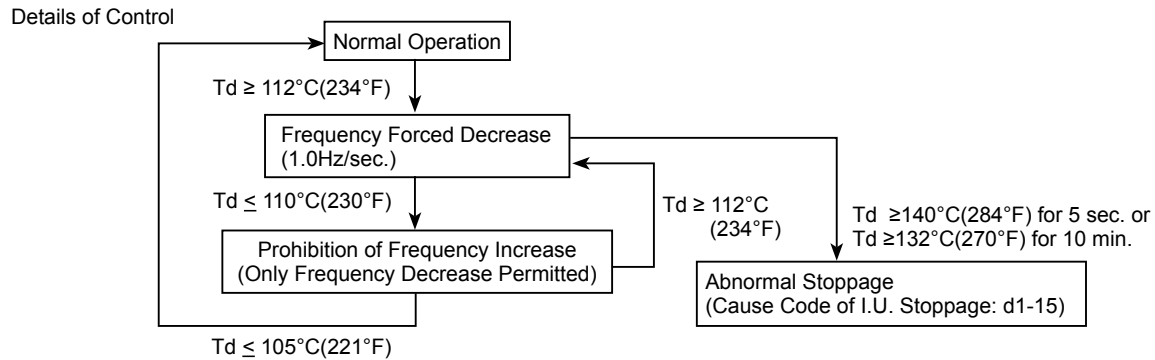 Details of Control
Normal Operation
Td ≥ 112°C(234°F)
Frequency Forced Decrease
(1.0Hz/sec.)
Td ≤ 110°C(230°F)
Td ≥ 112°C
(234°F)
Td ≥140°C(284°F) for 5 sec. or
Td ≥132°C(270°F) for 10 min.
Prohibition of Frequency Increase
(Only Frequency Decrease Permitted)
Abnormal Stoppage
(Cause Code of I.U. Stoppage: d1-15)
Td ≤ 105°C(221°F)